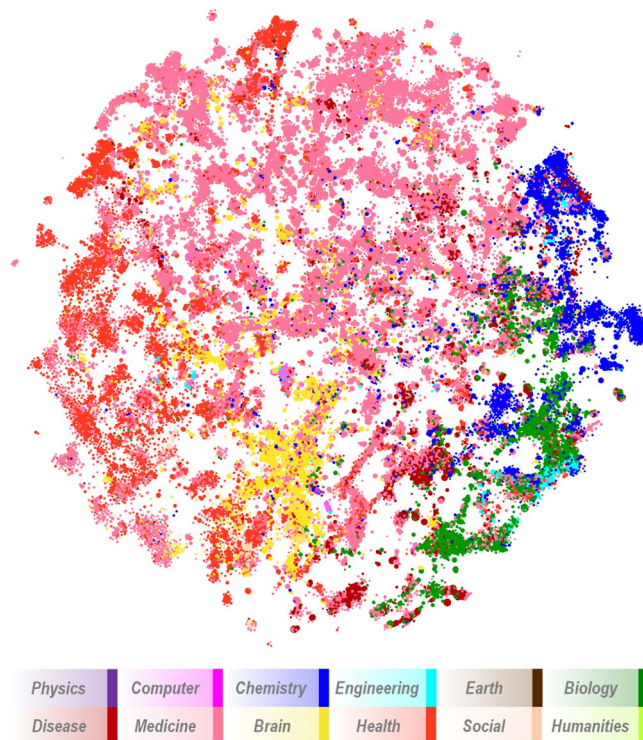 Physics Computer Chemistry Engineering Earth Biology
Disease Medicine Brain Health Social Humanities